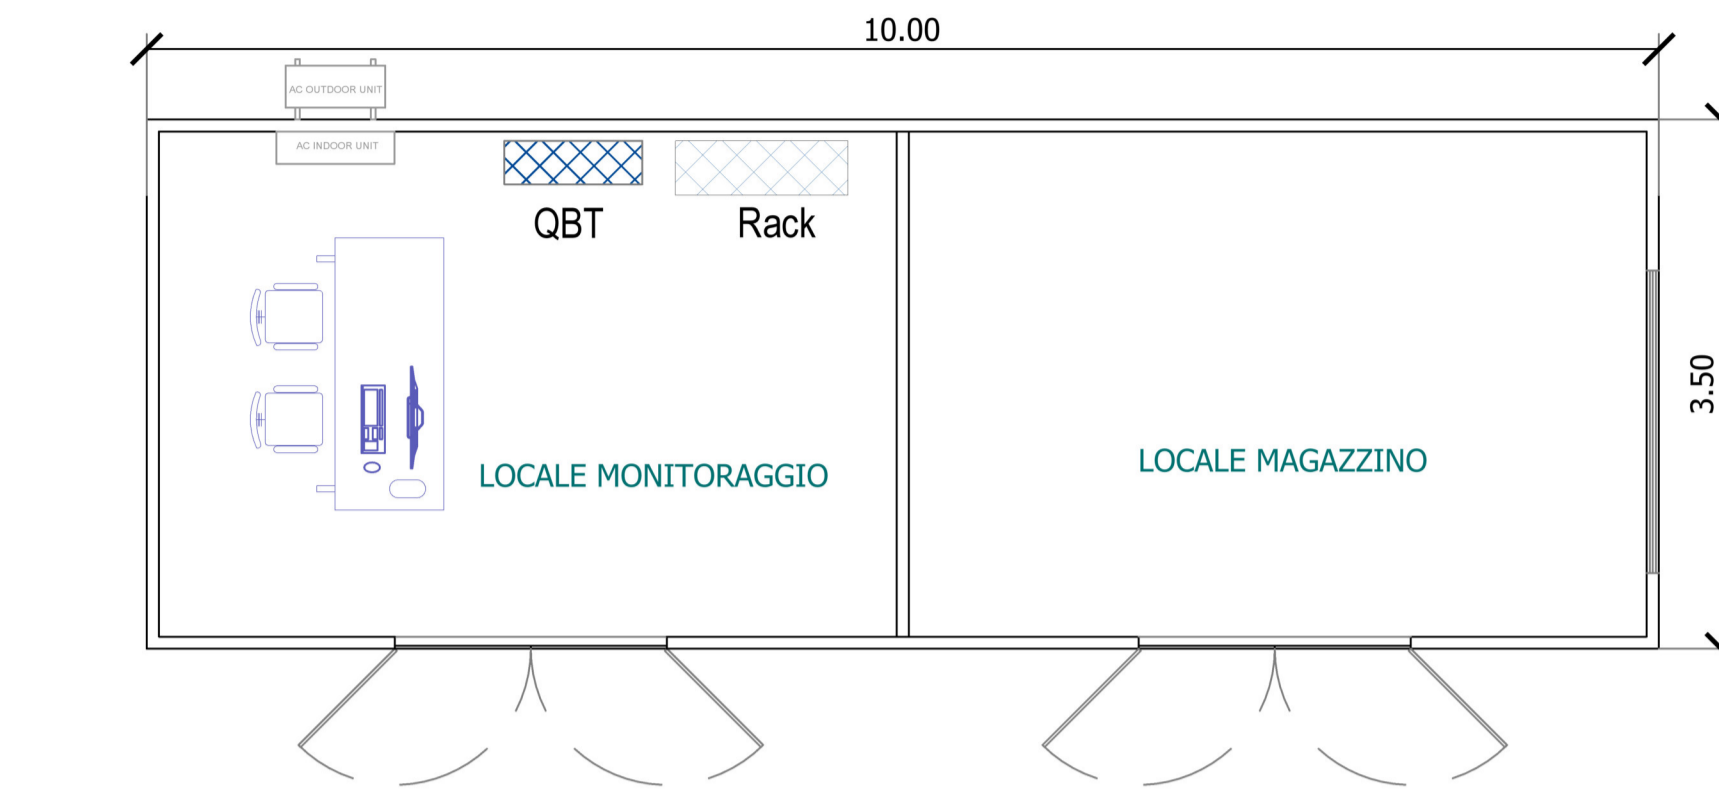 10.00
AC OUTDOOR UNIT
AC INDOOR UNIT
QBT
Rack
3.50
LOCALE MONITORAGGIO
LOCALE MAGAZZINO